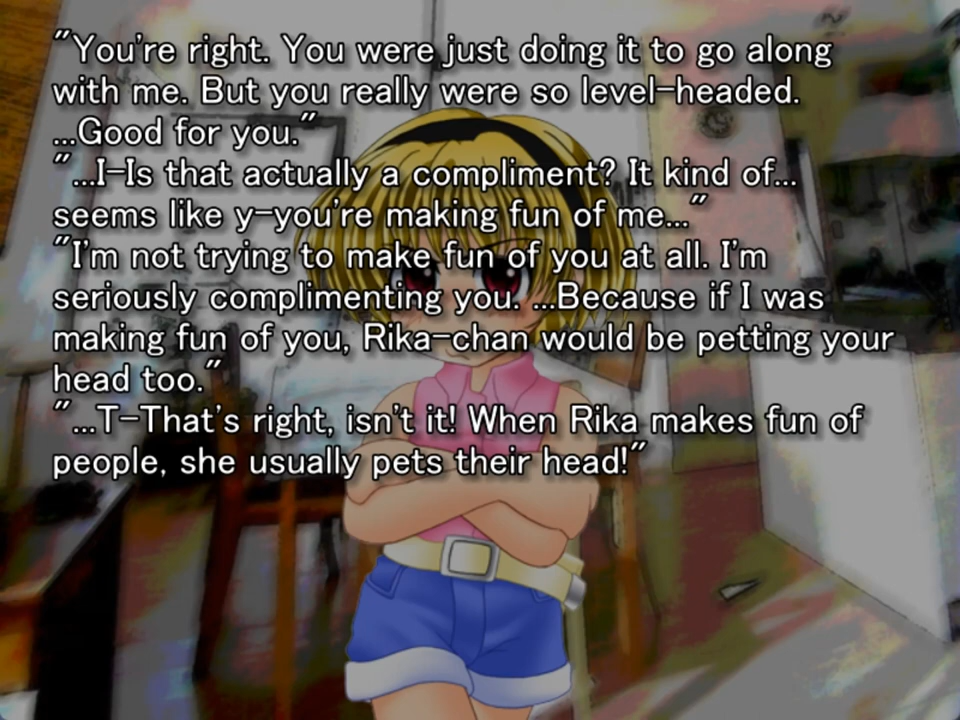 "You're right. You were just doing it to go along
with me. But you really were so level-headed.
...Good for you."
"...I-Is that actually a compliment? It kind of...
seems like y-you're making fun of me..."
"I'm not trying to make fun of you at all. I'm
seriously complimenting you. ...Because if I was
making fun of you, Rika-chan would be petting your
head too."
"...T-That's right, isn't it! When Rika makes fun of
people, she usually pets their head!"